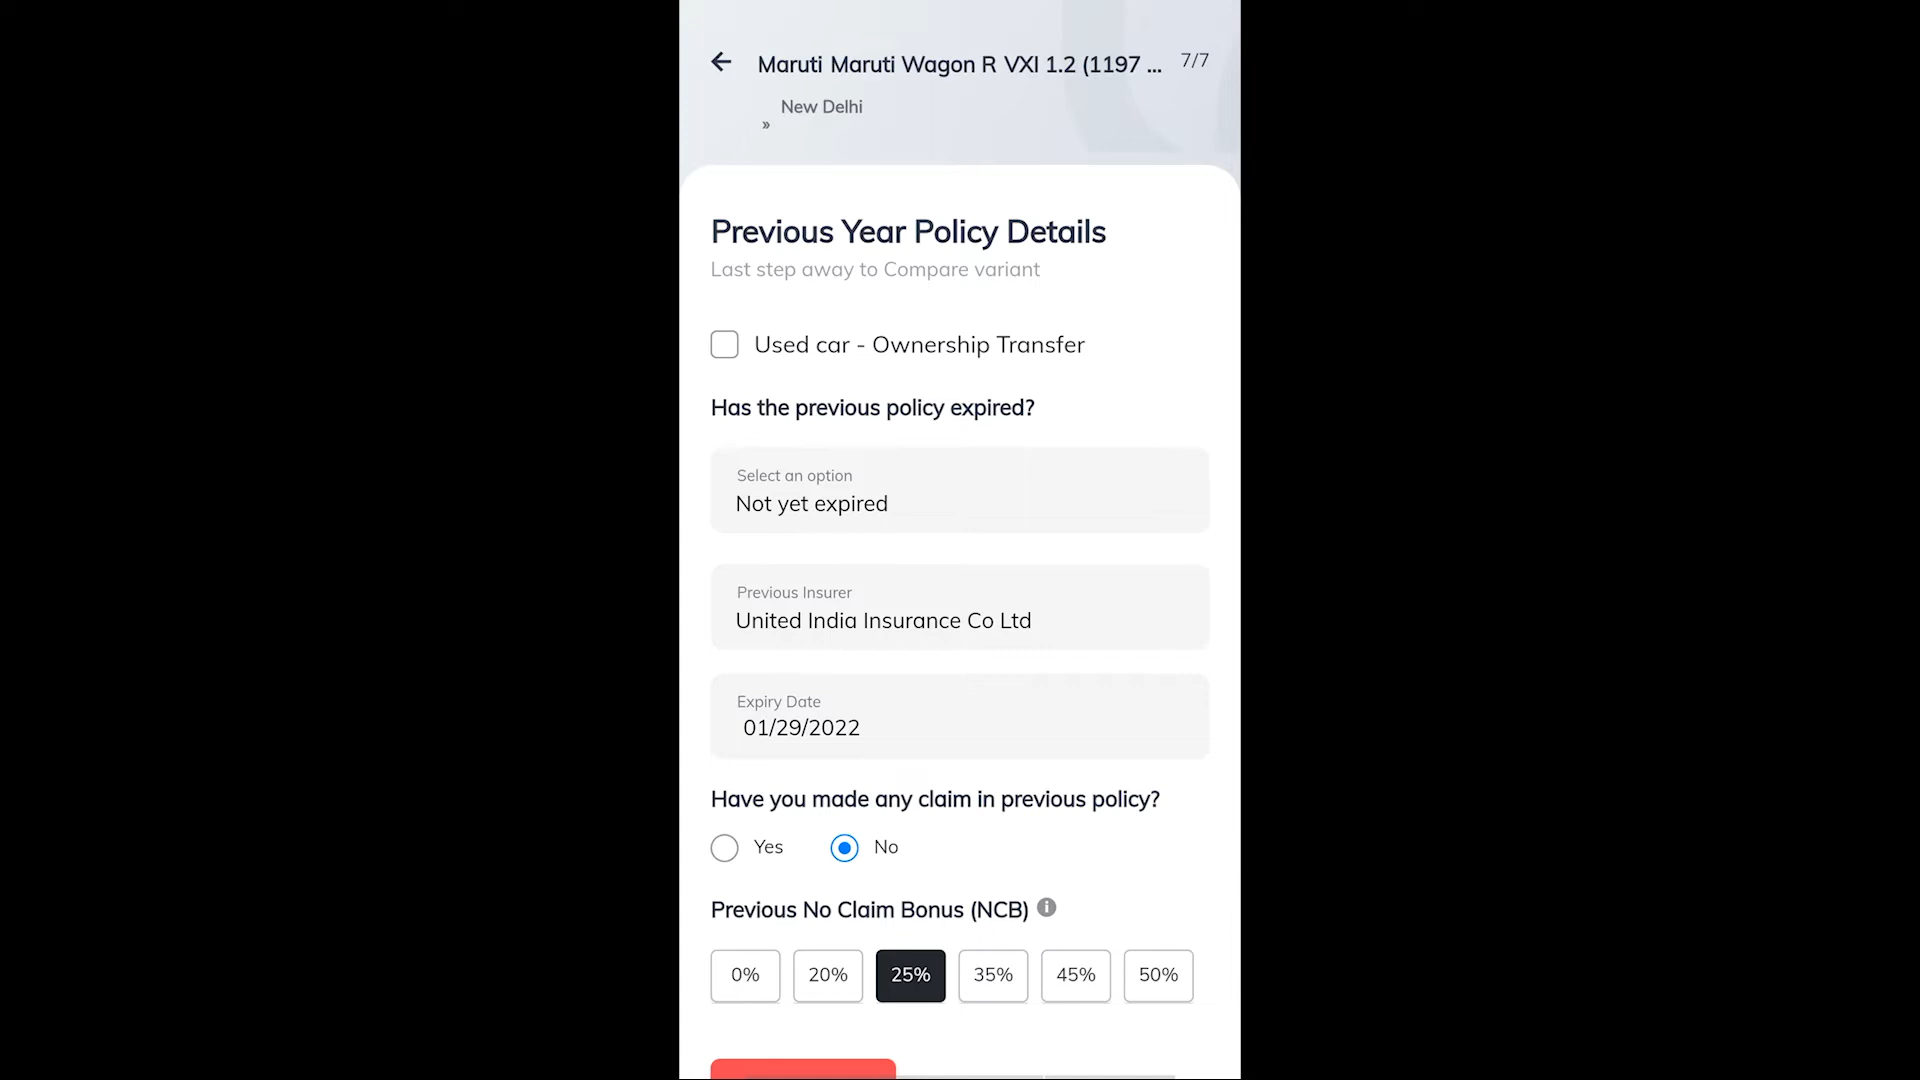 Maruti Maruti Wagon R VXI 1.2 (1197 ... 7/7
New Delhi
»
Previous Year Policy Details
Last step away to Compare variant
Used car - Ownership Transfer
Has the previous policy expired?
Select an option
Not yet expired
Previous Insurer
United India Insurance Co Ltd
Expiry Date
01/29/2022
Have you made any claim in previous policy?
Yes No
Previous No Claim Bonus (NCB)
0% 20% 25% 35% 45% 50%